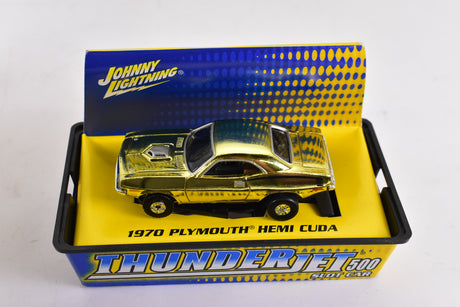 JOHNNY
LIGHTNING
1970 PLYMOUTH® HEMI CUDA
THUNDERJET 500
SLOT CAR